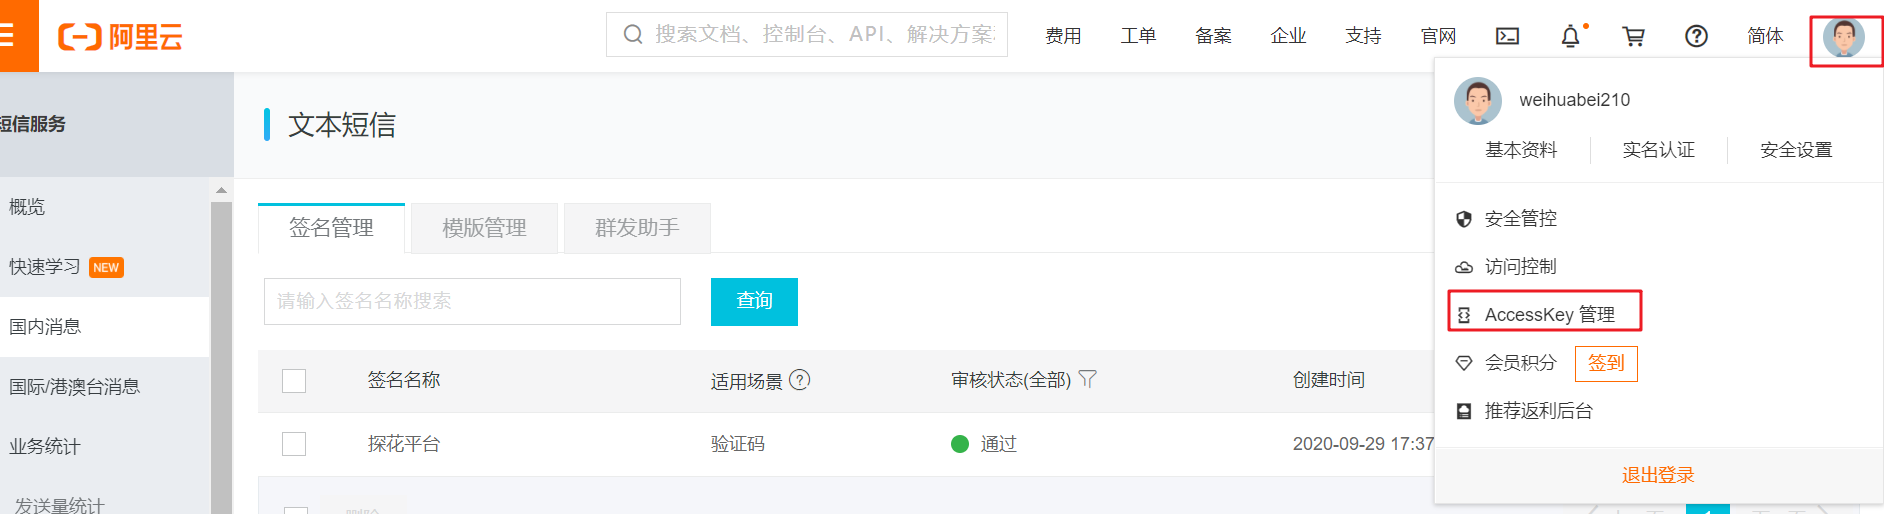 阿里云
搜索文档、控制台、API、解决方案
费用 工单 备案 企业 支持 官网 简体
短信服务
文本短信
weihuabei210
基本资料 实名认证 安全设置
概览
快速学习 NEW
国内消息
国际/港澳台消息
业务统计
发送量统计
签名管理 模版管理 群发助手
请输入签名名称搜索 查询
签名名称 适用场景 审核状态(全部) 创建时间
探花平台 验证码 通过 2020-09-29 17:37
安全管控
访问控制
AccessKey 管理
会员积分 签到
推荐返利后台
退出登录
删除
1